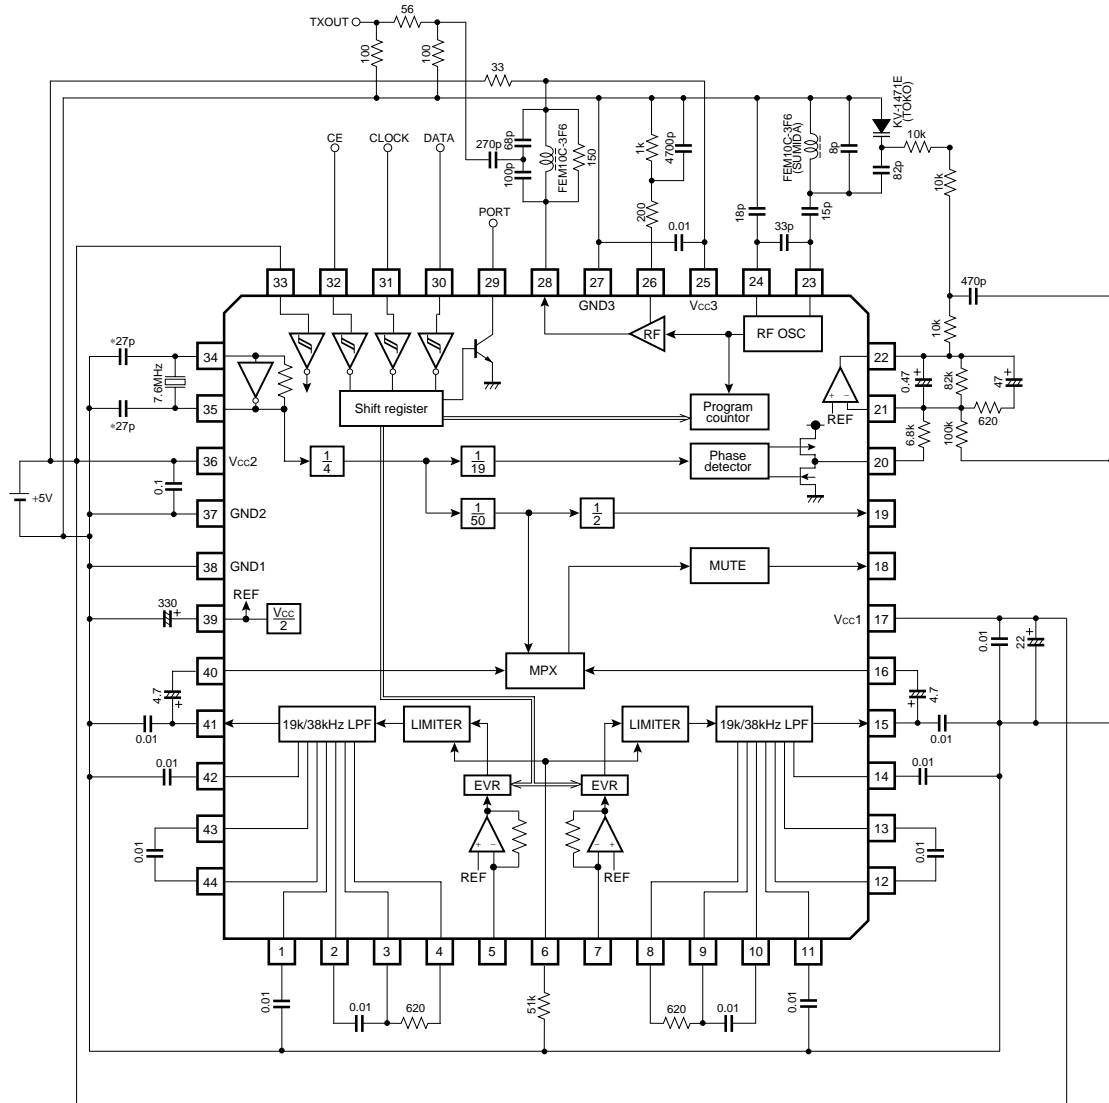 TXOUT
56
100
100
33
CE
CLOCK
DATA
270p
68p
100p
FEM10C-3F6
150
1k
4700p
200
0.01
PORT
18p
33p
15p
FEM10C-3F6
(SUMIDA)
8p
KV-1471E
(TOKO)
82p
10k
10k
470p
10k
33
32
31
30
29
28
27
26
25
24
23
GND3
Vcc3
RF
RF OSC
*27p
7.6MHz
*27p
34
35
36
37
38
39
40
41
42
43
44
Vcc2
GND2
GND1
+5V
0.1
330
+
REF
Vcc
2
4.7
+
0.01
0.01
0.01
Shift register
Program
countor
Phase
detector
1
4
1
19
1
50
1
2
MUTE
MPX
19k/38kHz LPF
LIMITER
LIMITER
19k/38kHz LPF
EVR
EVR
+ −
− +
REF
REF
+ −
REF
22
21
20
19
18
17
16
15
14
13
12
Vcc1
0.47
+
82k
47
+
6.8k
100k
620
0.01
22
+
4.7
+
0.01
0.01
0.01
1
2
3
4
5
6
7
8
9
10
11
0.01
0.01
620
51k
620
0.01
0.01